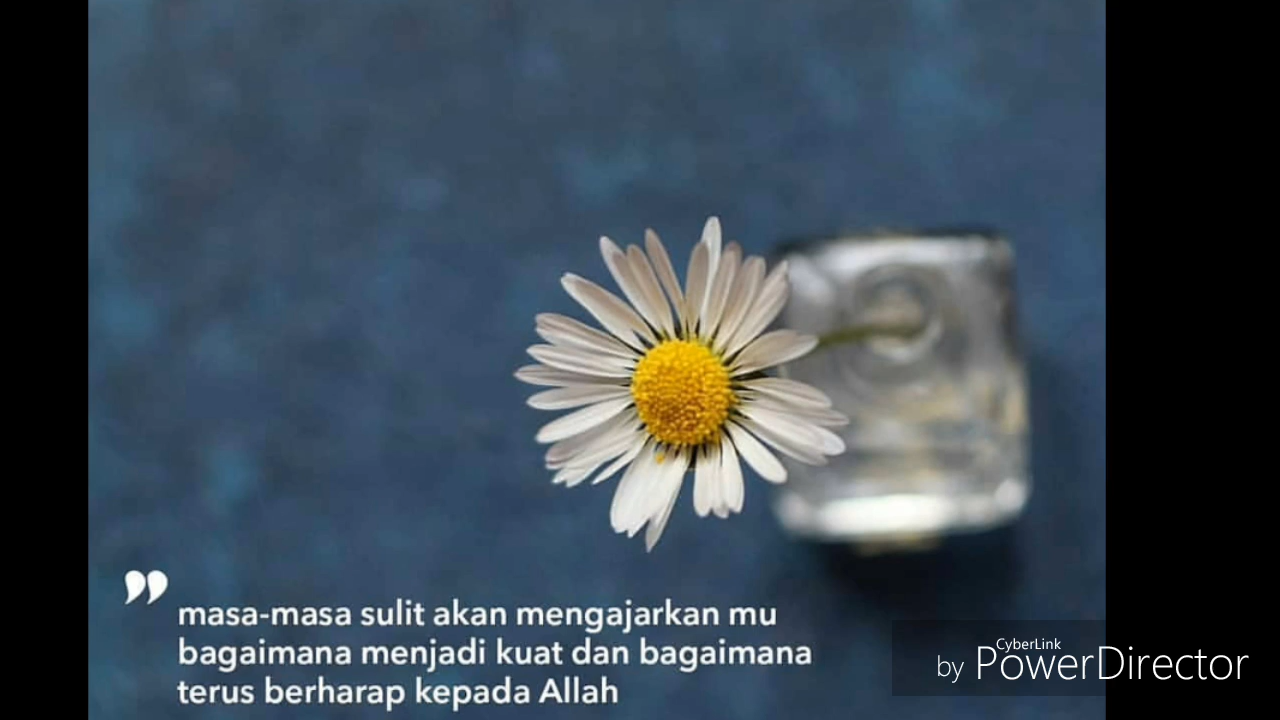 ” masa-masa sulit akan mengajarkan mu
bagaimana menjadi kuat dan bagaimana
terus berharap kepada Allah
CyberLink
by PowerDirector